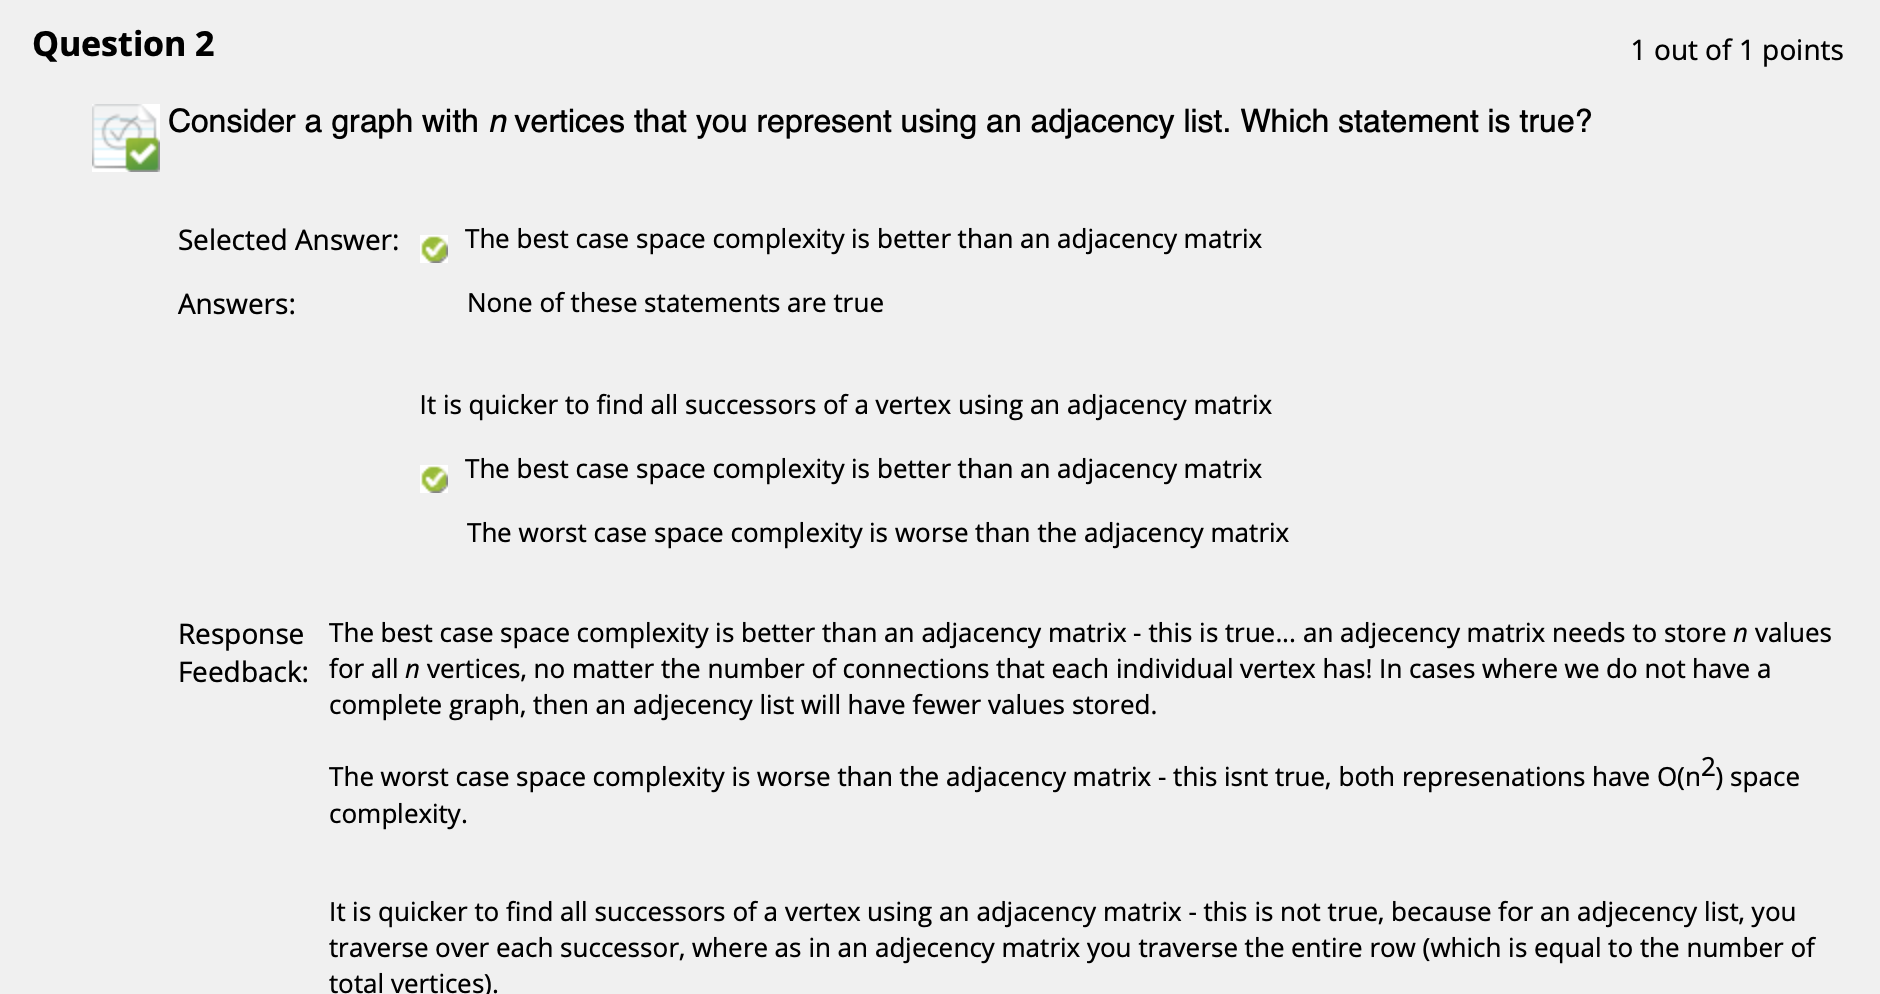 Question 2
1 out of 1 points
Consider a graph with n vertices that you represent using an adjacency list. Which statement is true?
Selected Answer: The best case space complexity is better than an adjacency matrix
Answers: None of these statements are true
It is quicker to find all successors of a vertex using an adjacency matrix
The best case space complexity is better than an adjacency matrix
The worst case space complexity is worse than the adjacency matrix
Response Feedback:
The best case space complexity is better than an adjacency matrix - this is true... an adjecency matrix needs to store n values
for all n vertices, no matter the number of connections that each individual vertex has! In cases where we do not have a
complete graph, then an adjecency list will have fewer values stored.
The worst case space complexity is worse than the adjacency matrix - this isnt true, both represenations have O(n²) space
complexity.
It is quicker to find all successors of a vertex using an adjacency matrix - this is not true, because for an adjecency list, you
traverse over each successor, where as in an adjecency matrix you traverse the entire row (which is equal to the number of
total vertices).